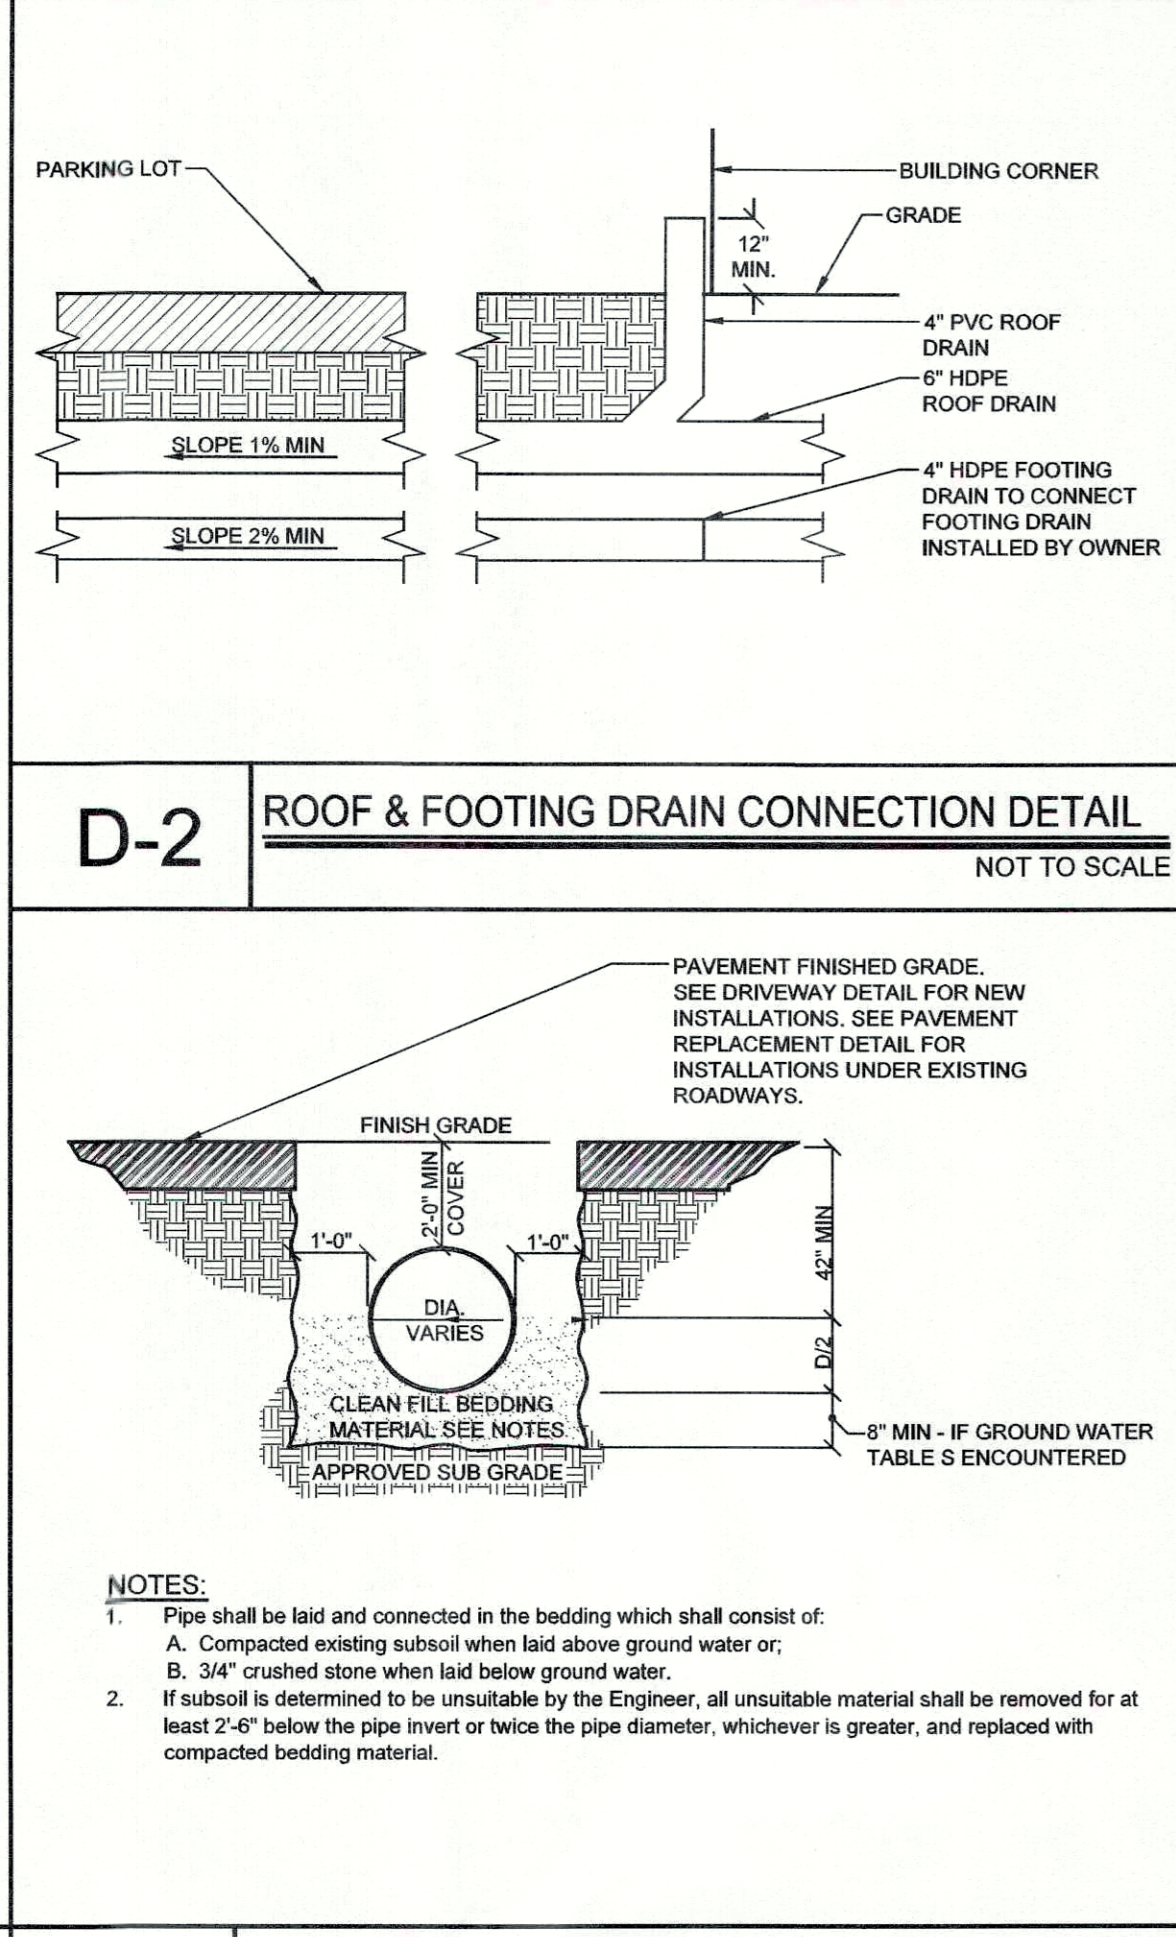 PARKING LOT
BUILDING CORNER
GRADE
12"
MIN.
4" PVC ROOF
DRAIN
6" HDPE
ROOF DRAIN
SLOPE 1% MIN
4" HDPE FOOTING
DRAIN TO CONNECT
FOOTING DRAIN
INSTALLED BY OWNER
SLOPE 2% MIN
D-2
ROOF & FOOTING DRAIN CONNECTION DETAIL
NOT TO SCALE
PAVEMENT FINISHED GRADE.
SEE DRIVEWAY DETAIL FOR NEW
INSTALLATIONS. SEE PAVEMENT
REPLACEMENT DETAIL FOR
INSTALLATIONS UNDER EXISTING
ROADWAYS.
FINISH GRADE
2'-0" MIN
COVER
1'-0"
1'-0"
42" MIN
DIA.
VARIES
D/2
CLEAN FILL BEDDING
MATERIAL SEE NOTES
8" MIN - IF GROUND WATER
TABLE S ENCOUNTERED
APPROVED SUB GRADE
NOTES:
1. Pipe shall be laid and connected in the bedding which shall consist of:
A. Compacted existing subsoil when laid above ground water or;
B. 3/4" crushed stone when laid below ground water.
2. If subsoil is determined to be unsuitable by the Engineer, all unsuitable material shall be removed for at
least 2'-6" below the pipe invert or twice the pipe diameter, whichever is greater, and replaced with
compacted bedding material.